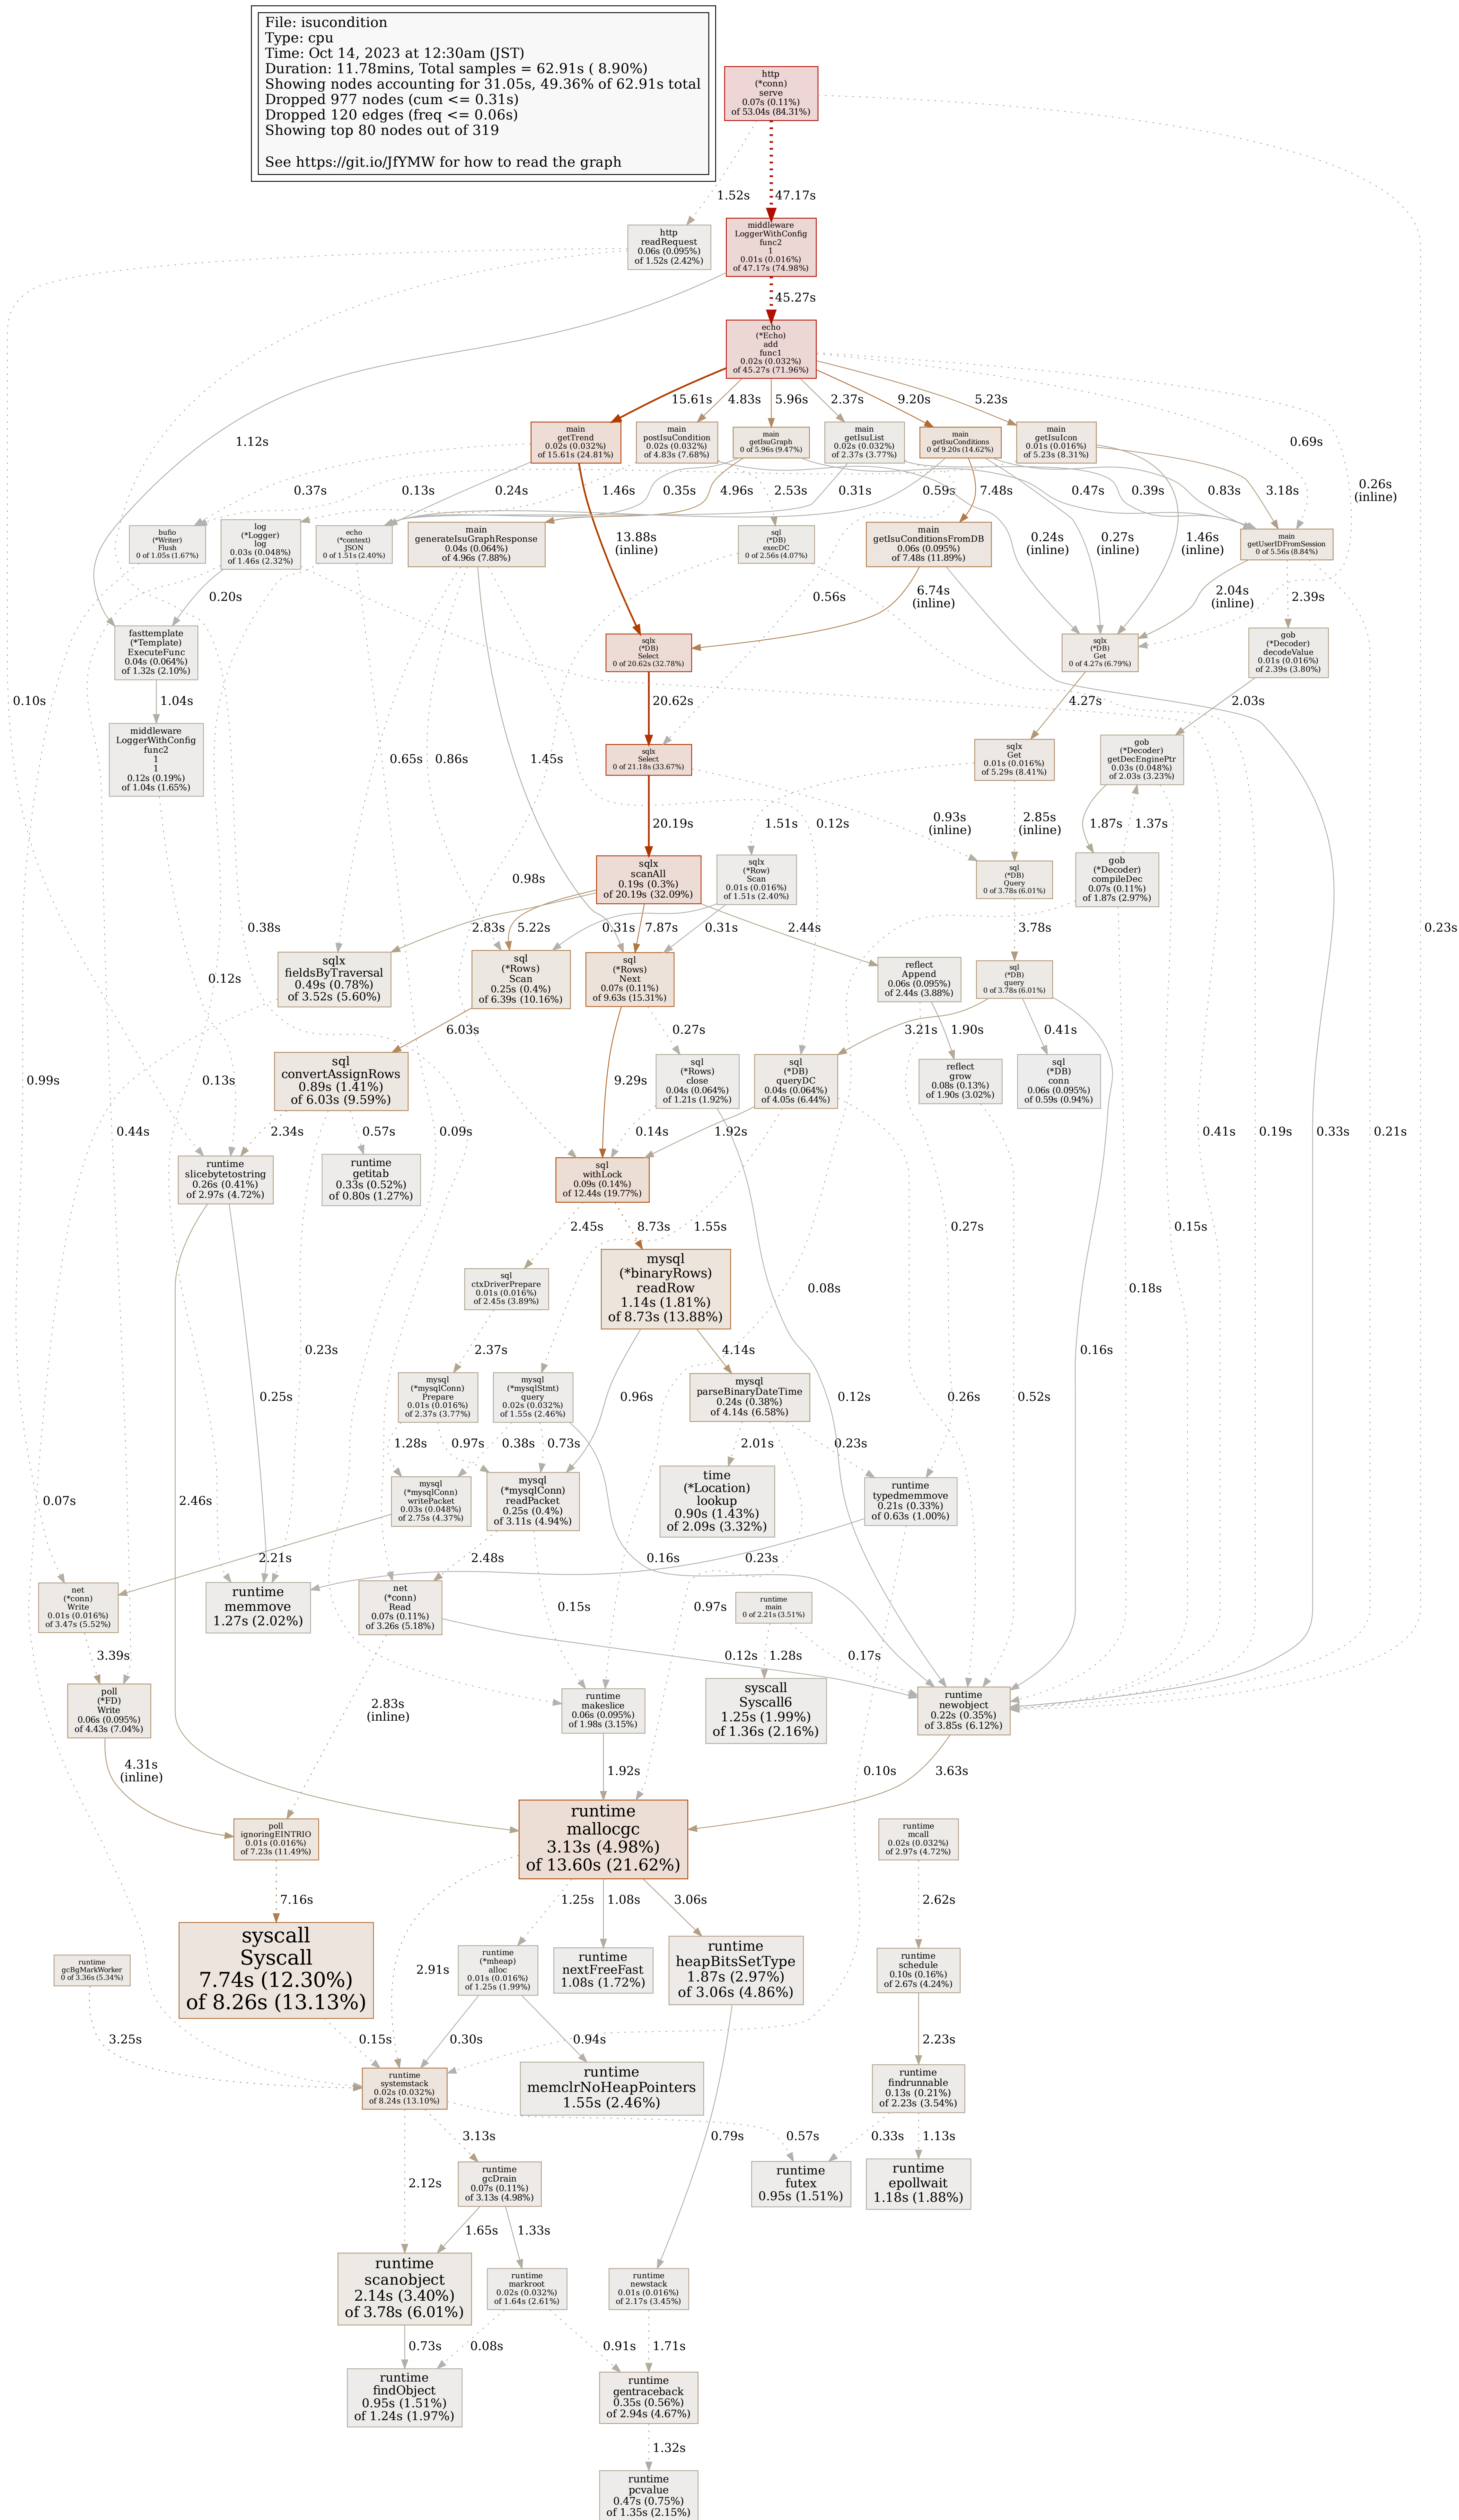 File: isucondition
Type: cpu
Time: Oct 14, 2023 at 12:30am (JST)
Duration: 11.78mins, Total samples = 62.91s ( 8.90%)
Showing nodes accounting for 31.05s, 49.36% of 62.91s total
Dropped 977 nodes (cum <= 0.31s)
Dropped 120 edges (freq <= 0.06s)
Showing top 80 nodes out of 319
See https://git.io/JfYMW for how to read the graph
http
(*conn)
serve
0.07s (0.11%)
of 53.04s (84.31%)
1.52s
47.17s
http
readRequest
0.06s (0.095%)
of 1.52s (2.42%)
middleware
LoggerWithConfig
func2
1
0.01s (0.016%)
of 47.17s (74.98%)
45.27s
echo
(*Echo)
add
func1
0.02s (0.032%)
of 45.27s (71.96%)
15.61s
4.83s
5.96s
2.37s
9.20s
5.23s
1.12s
0.69s
0.26s
(inline)
main
getTrend
0.02s (0.032%)
of 15.61s (24.81%)
main
postIsuCondition
0.02s (0.032%)
of 4.83s (7.68%)
main
getIsuGraph
0 of 5.96s (9.47%)
main
getIsuList
0.02s (0.032%)
of 2.37s (3.77%)
main
getIsuConditions
0 of 9.20s (14.62%)
main
getIsuIcon
0.01s (0.016%)
of 5.23s (8.31%)
0.37s
0.13s
0.24s
1.46s
0.35s
4.96s
2.53s
0.31s
0.59s
7.48s
0.47s
0.39s
0.83s
3.18s
bufio
(*Writer)
Flush
0 of 1.05s (1.67%)
log
(*Logger)
log
0.03s (0.048%)
of 1.46s (2.32%)
echo
(*context)
JSON
0 of 1.51s (2.40%)
main
generateIsuGraphResponse
0.04s (0.064%)
of 4.96s (7.88%)
13.88s
(inline)
sql
(*DB)
execDC
0 of 2.56s (4.07%)
main
getIsuConditionsFromDB
0.06s (0.095%)
of 7.48s (11.89%)
0.24s
(inline)
0.27s
(inline)
1.46s
(inline)
main
getUserIDFromSession
0 of 5.56s (8.84%)
0.20s
0.56s
6.74s
(inline)
2.04s
(inline)
2.39s
fasttemplate
(*Template)
ExecuteFunc
0.04s (0.064%)
of 1.32s (2.10%)
sqlx
(*DB)
Select
0 of 20.62s (32.78%)
sqlx
(*DB)
Get
0 of 4.27s (6.79%)
gob
(*Decoder)
decodeValue
0.01s (0.016%)
of 2.39s (3.80%)
0.10s
1.04s
20.62s
4.27s
2.03s
middleware
LoggerWithConfig
func2
1
1
0.12s (0.19%)
of 1.04s (1.65%)
0.65s
0.86s
1.45s
sqlx
Select
0 of 21.18s (33.67%)
sqlx
Get
0.01s (0.016%)
of 5.29s (8.41%)
gob
(*Decoder)
getDecEnginePtr
0.03s (0.048%)
of 2.03s (3.23%)
20.19s
1.51s
0.12s
0.93s
(inline)
2.85s
(inline)
1.87s
1.37s
0.98s
sqlx
scanAll
0.19s (0.3%)
of 20.19s (32.09%)
sqlx
(*Row)
Scan
0.01s (0.016%)
of 1.51s (2.40%)
sql
(*DB)
Query
0 of 3.78s (6.01%)
gob
(*Decoder)
compileDec
0.07s (0.11%)
of 1.87s (2.97%)
0.38s
2.83s
5.22s
0.31s
7.87s
0.31s
2.44s
3.78s
0.23s
0.12s
sqlx
fieldsByTraversal
0.49s (0.78%)
of 3.52s (5.60%)
sql
(*Rows)
Scan
0.25s (0.4%)
of 6.39s (10.16%)
sql
(*Rows)
Next
0.07s (0.11%)
of 9.63s (15.31%)
reflect
Append
0.06s (0.095%)
of 2.44s (3.88%)
sql
(*DB)
query
0 of 3.78s (6.01%)
6.03s
0.27s
3.21s
1.90s
0.41s
0.99s
0.13s
sql
convertAssignRows
0.89s (1.41%)
of 6.03s (9.59%)
9.29s
sql
(*Rows)
close
0.04s (0.064%)
of 1.21s (1.92%)
sql
(*DB)
queryDC
0.04s (0.064%)
of 4.05s (6.44%)
reflect
grow
0.08s (0.13%)
of 1.90s (3.02%)
sql
(*DB)
conn
0.06s (0.095%)
of 0.59s (0.94%)
0.44s
2.34s
0.57s
0.09s
0.14s
1.92s
0.41s
0.19s
0.33s
0.21s
runtime
slicebytetostring
0.26s (0.41%)
of 2.97s (4.72%)
runtime
getitab
0.33s (0.52%)
of 0.80s (1.27%)
sql
withLock
0.09s (0.14%)
of 12.44s (19.77%)
2.45s
8.73s
1.55s
0.27s
0.15s
sql
ctxDriverPrepare
0.01s (0.016%)
of 2.45s (3.89%)
mysql
(*binaryRows)
readRow
1.14s (1.81%)
of 8.73s (13.88%)
0.08s
0.18s
0.23s
2.37s
4.14s
0.16s
0.25s
mysql
(*mysqlConn)
Prepare
0.01s (0.016%)
of 2.37s (3.77%)
mysql
(*mysqlStmt)
query
0.02s (0.032%)
of 1.55s (2.46%)
0.96s
mysql
parseBinaryDateTime
0.24s (0.38%)
of 4.14s (6.58%)
0.12s
0.26s
0.52s
1.28s
0.97s
0.38s
0.73s
2.01s
0.23s
0.07s
2.46s
mysql
(*mysqlConn)
writePacket
0.03s (0.048%)
of 2.75s (4.37%)
mysql
(*mysqlConn)
readPacket
0.25s (0.4%)
of 3.11s (4.94%)
time
(*Location)
lookup
0.90s (1.43%)
of 2.09s (3.32%)
runtime
typedmemmove
0.21s (0.33%)
of 0.63s (1.00%)
2.21s
2.48s
0.16s
0.23s
net
(*conn)
Write
0.01s (0.016%)
of 3.47s (5.52%)
runtime
memmove
1.27s (2.02%)
net
(*conn)
Read
0.07s (0.11%)
of 3.26s (5.18%)
0.15s
0.97s
runtime
main
0 of 2.21s (3.51%)
3.39s
0.12s
1.28s
0.17s
poll
(*FD)
Write
0.06s (0.095%)
of 4.43s (7.04%)
2.83s
(inline)
runtime
makeslice
0.06s (0.095%)
of 1.98s (3.15%)
syscall
Syscall6
1.25s (1.99%)
of 1.36s (2.16%)
runtime
newobject
0.22s (0.35%)
of 3.85s (6.12%)
4.31s
(inline)
1.92s
0.10s
3.63s
poll
ignoringEINTRIO
0.01s (0.016%)
of 7.23s (11.49%)
runtime
mallocgc
3.13s (4.98%)
of 13.60s (21.62%)
runtime
mcall
0.02s (0.032%)
of 2.97s (4.72%)
7.16s
1.25s
1.08s
3.06s
2.62s
syscall
Syscall
7.74s (12.30%)
of 8.26s (13.13%)
runtime
gcBgMarkWorker
0 of 3.36s (5.34%)
2.91s
runtime
(*mheap)
alloc
0.01s (0.016%)
of 1.25s (1.99%)
runtime
nextFreeFast
1.08s (1.72%)
runtime
heapBitsSetType
1.87s (2.97%)
of 3.06s (4.86%)
runtime
schedule
0.10s (0.16%)
of 2.67s (4.24%)
3.25s
0.15s
0.30s
0.94s
2.23s
runtime
systemstack
0.02s (0.032%)
of 8.24s (13.10%)
runtime
memclrNoHeapPointers
1.55s (2.46%)
runtime
findrunnable
0.13s (0.21%)
of 2.23s (3.54%)
3.13s
0.79s
0.57s
0.33s
1.13s
2.12s
runtime
gcDrain
0.07s (0.11%)
of 3.13s (4.98%)
runtime
futex
0.95s (1.51%)
runtime
epollwait
1.18s (1.88%)
1.65s
1.33s
runtime
scanobject
2.14s (3.40%)
of 3.78s (6.01%)
runtime
markroot
0.02s (0.032%)
of 1.64s (2.61%)
runtime
newstack
0.01s (0.016%)
of 2.17s (3.45%)
0.73s
0.08s
0.91s
1.71s
runtime
findObject
0.95s (1.51%)
of 1.24s (1.97%)
runtime
gentraceback
0.35s (0.56%)
of 2.94s (4.67%)
1.32s
runtime
pcvalue
0.47s (0.75%)
of 1.35s (2.15%)